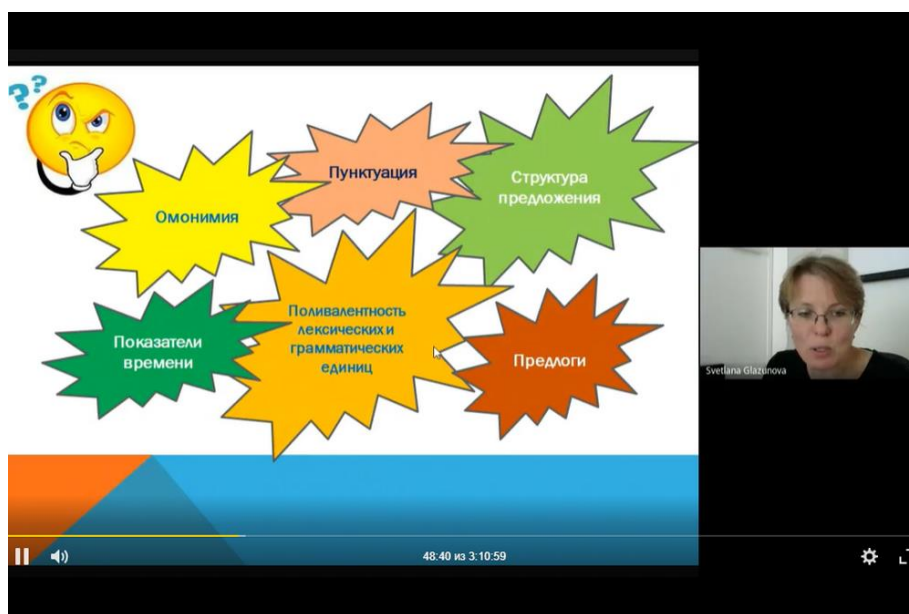 ??
Пунктуация
Структура
предложения
Омонимия
Поливалентность
лексических и
грамматических
единиц
Показатели
времени
Предлоги
Svetlana Glazunova
48:40 из 3:10:59